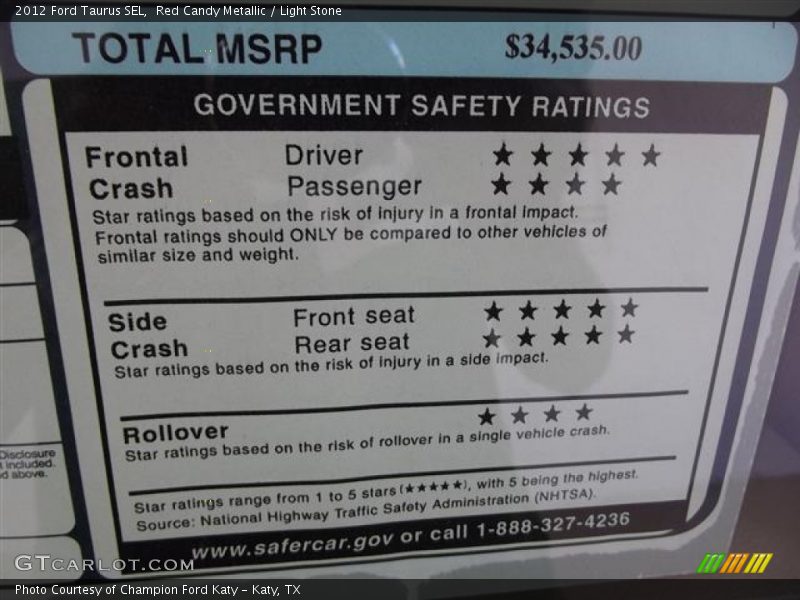 2012 Ford Taurus SEL, Red Candy Metallic / Light Stone
TOTAL MSRP $34,535.00
GOVERNMENT SAFETY RATINGS
Frontal Driver ★ ★ ★ ★ ★
Crash Passenger ★ ★ ★ ★
Star ratings based on the risk of injury in a frontal impact.
Frontal ratings should ONLY be compared to other vehicles of
similar size and weight.
Side Front seat ★ ★ ★ ★ ★
Crash Rear seat ★ ★ ★ ★ ★
Star ratings based on the risk of injury in a side impact.
Rollover ★ ★ ★ ★
Star ratings based on the risk of rollover in a single vehicle crash.
Disclosure
included.
above.
Star ratings range from 1 to 5 stars (★★★★★), with 5 being the highest.
Source: National Highway Traffic Safety Administration (NHTSA).
www.safercar.gov or call 1-888-327-4236
GTCARLOT.COM
Photo Courtesy of Champion Ford Katy – Katy, TX